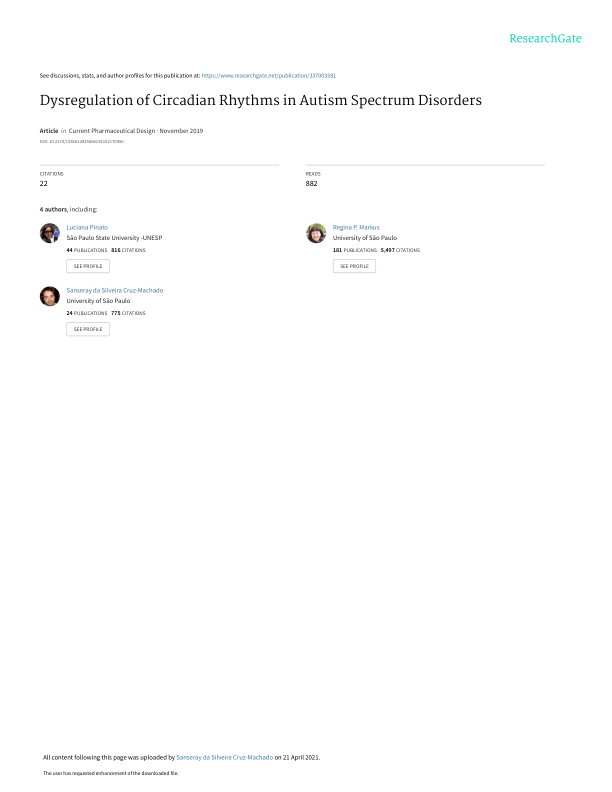 ResearchGate
See discussions, stats, and author profiles for this publication at: https://www.researchgate.net/publication/337003581
Dysregulation of Circadian Rhythms in Autism Spectrum Disorders
Article in Current Pharmaceutical Design · November 2019
CITATIONS
22
READS
882
4 authors, including:
Luciana Pinato
São Paulo State University -UNESP
44 PUBLICATIONS 816 CITATIONS
SEE PROFILE
Regina P. Markus
University of São Paulo
181 PUBLICATIONS 5,497 CITATIONS
SEE PROFILE
Sanseray da Silveira Cruz-Machado
University of São Paulo
24 PUBLICATIONS 775 CITATIONS
SEE PROFILE
All content following this page was uploaded by Sanseray da Silveira Cruz-Machado on 21 April 2021.
The user has requested enhancement of the downloaded file.